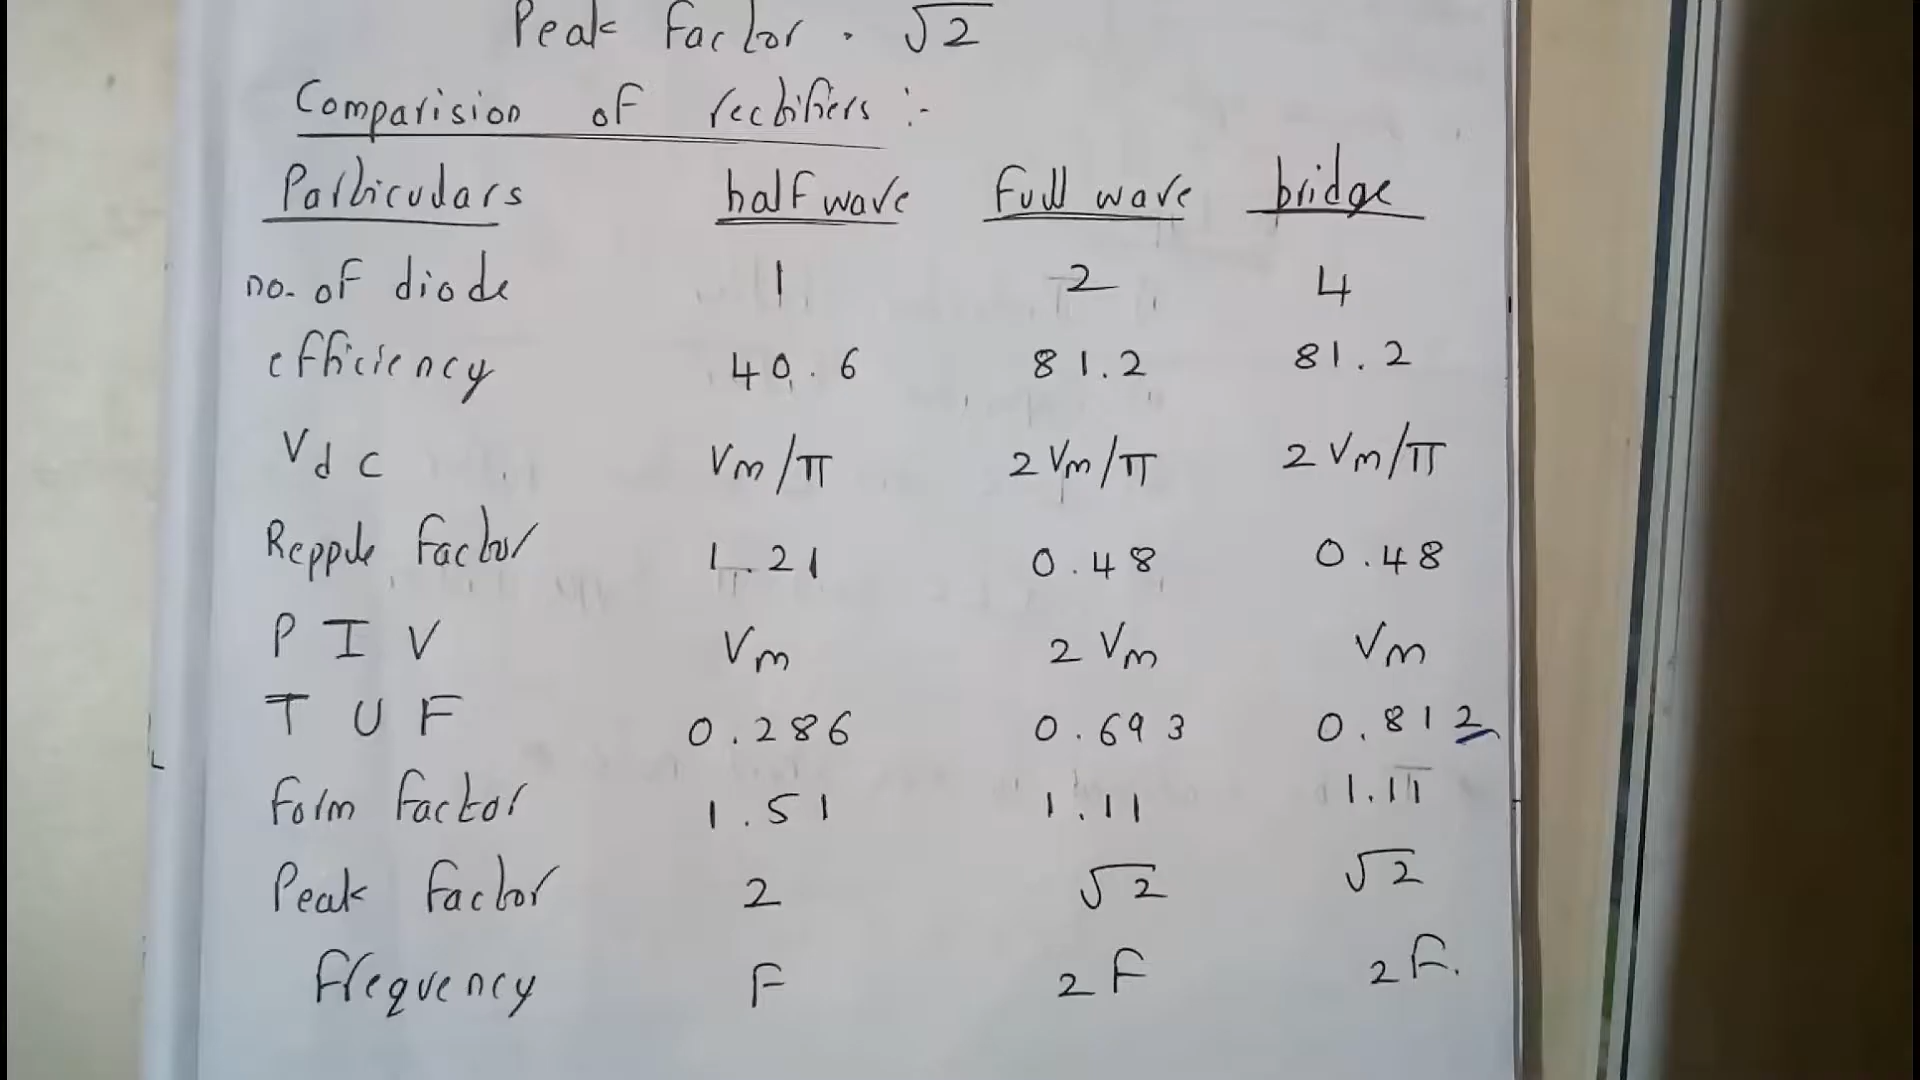 Peak Factor . √2
Comparision of rectifiers :-
Particulars half wave Full wave bridge
no. of diode 1 2 4
efficiency 40.6 81.2 81.2
Vdc Vm/π 2Vm/π 2Vm/π
Repple Factor 1.21 0.48 0.48
PIV Vm 2Vm Vm
TUF 0.286 0.693 0.812
Form Factor 1.51 1.11 1.11
Peak Factor 2 √2 √2
Frequency F 2F 2F.